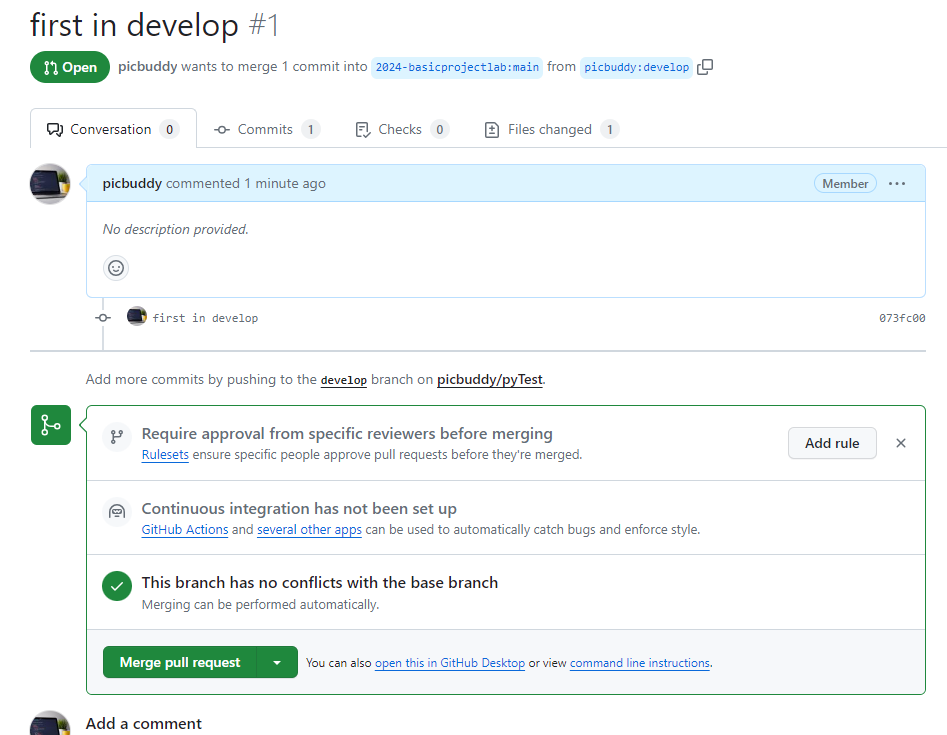 first in develop #1
Open picbuddy wants to merge 1 commit into 2024-basicprojectlab:main from picbuddy:develop
Conversation 0 Commits 1 Checks 0 Files changed 1
picbuddy commented 1 minute ago Member
No description provided.
first in develop 073fc00
Add more commits by pushing to the develop branch on picbuddy/pyTest.
Require approval from specific reviewers before merging
Rulesets ensure specific people approve pull requests before they're merged.
Add rule
Continuous integration has not been set up
GitHub Actions and several other apps can be used to automatically catch bugs and enforce style.
This branch has no conflicts with the base branch
Merging can be performed automatically.
Merge pull request You can also open this in GitHub Desktop or view command line instructions.
Add a comment